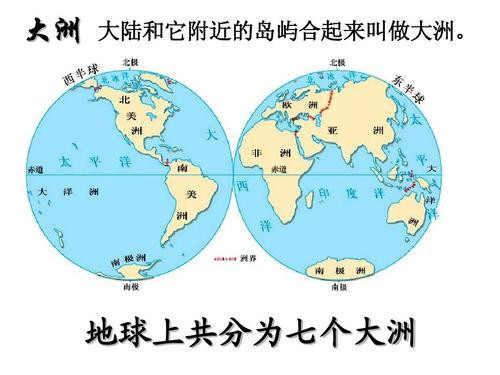 大洲 大陆和它附近的岛屿合起来叫做大洲。
北极 北极
西半球 东半球
北冰洋 北冰洋
北美洲 欧洲 亚洲
大 太
太平洋 非洲
赤道 南 赤道 大
大洋洲 美 西 印度洋 洋
洲 洋 洋 洲
南极洲 洲界 南极洲
南极 南极
地球上共分为七个大洲